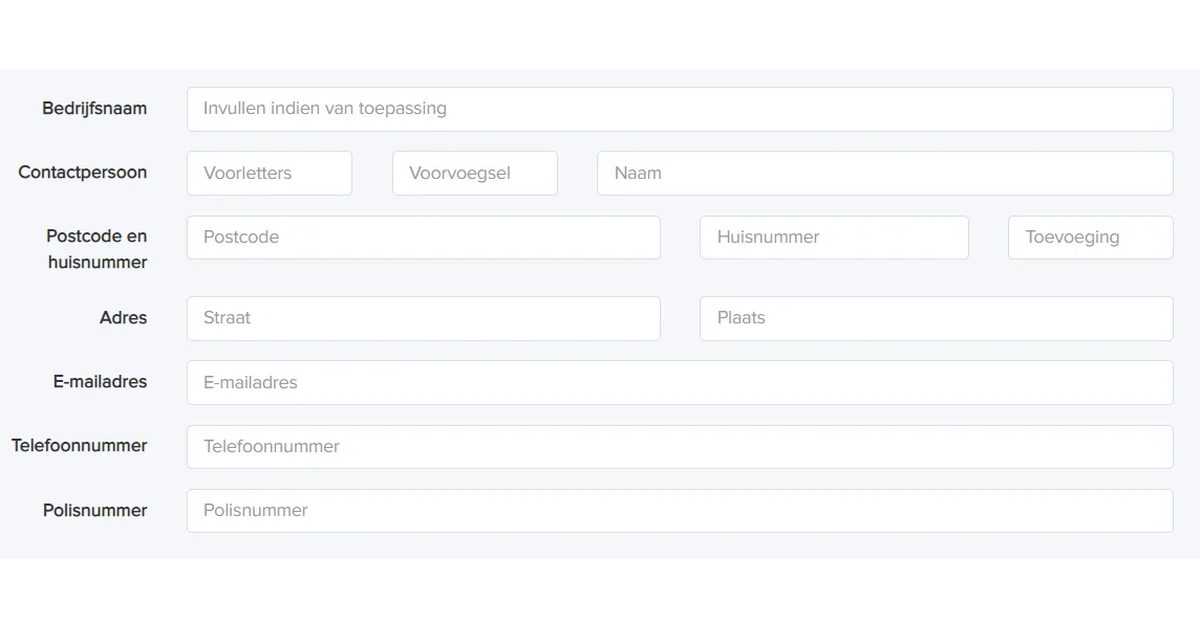 Bedrijfsnaam Invullen indien van toepassing
Contactpersoon Voorletters Voorvoegsel Naam
Postcode en huisnummer Postcode Huisnummer Toevoeging
Adres Straat Plaats
E-mailadres E-mailadres
Telefoonnummer Telefoonnummer
Polisnummer Polisnummer